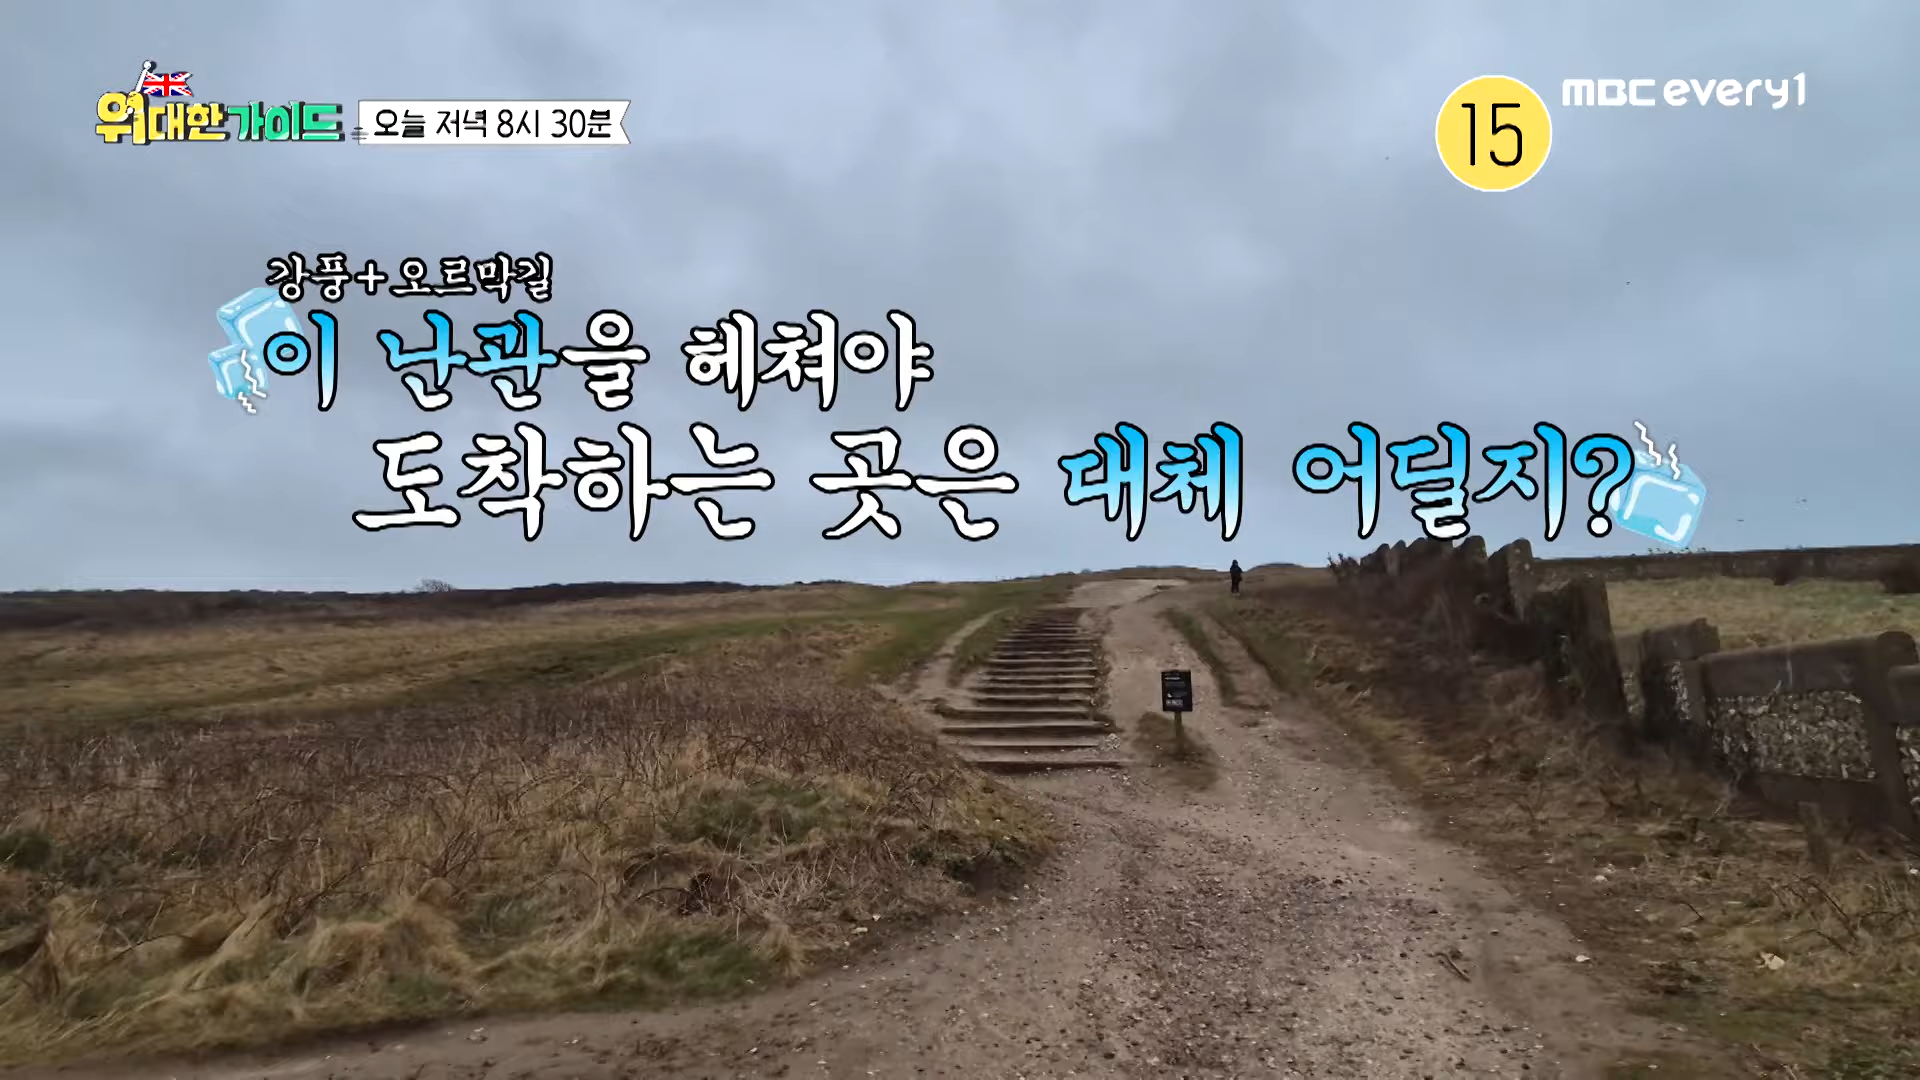 위대한가이드
오늘 저녁 8시 30분
15
MBC every1
강풍+오르막길
이 난관을 헤쳐야
도착하는 곳은 대체 어딜지?